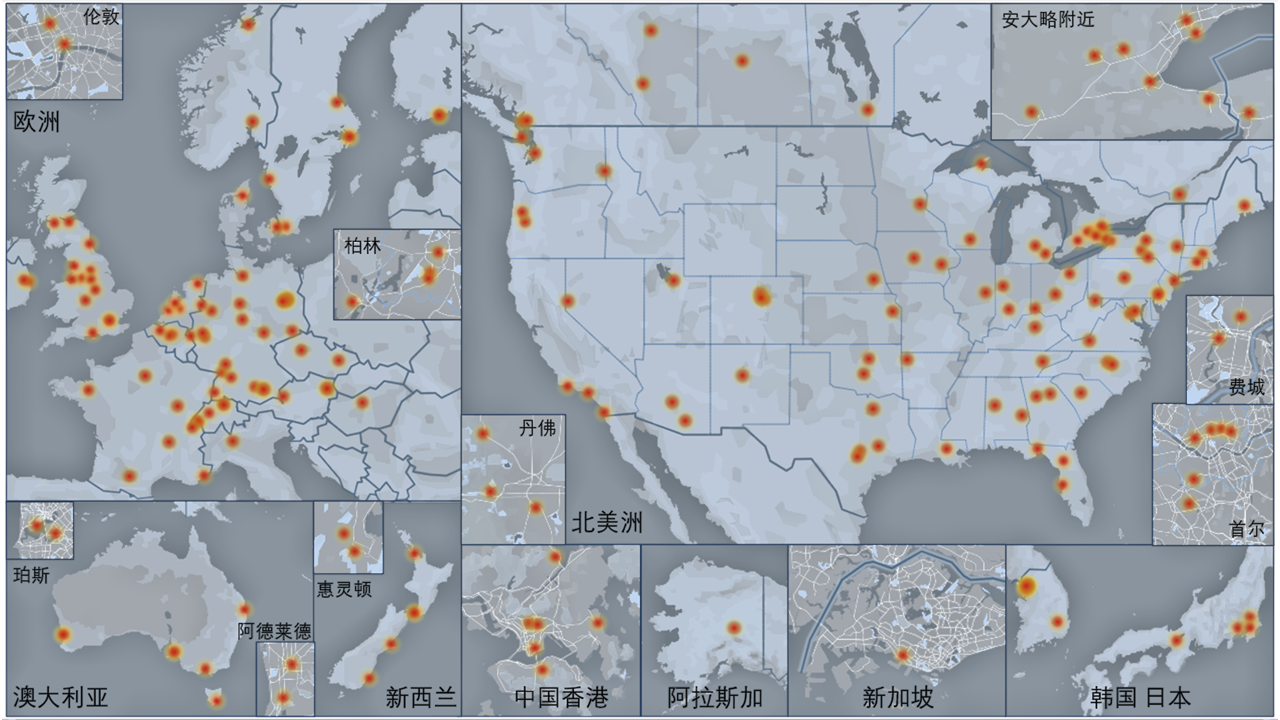 伦敦
欧洲
安大略附近
柏林
费城
丹佛
北美洲
首尔
珀斯
惠灵顿
阿德莱德
澳大利亚
新西兰
中国香港
阿拉斯加
新加坡
韩国 日本